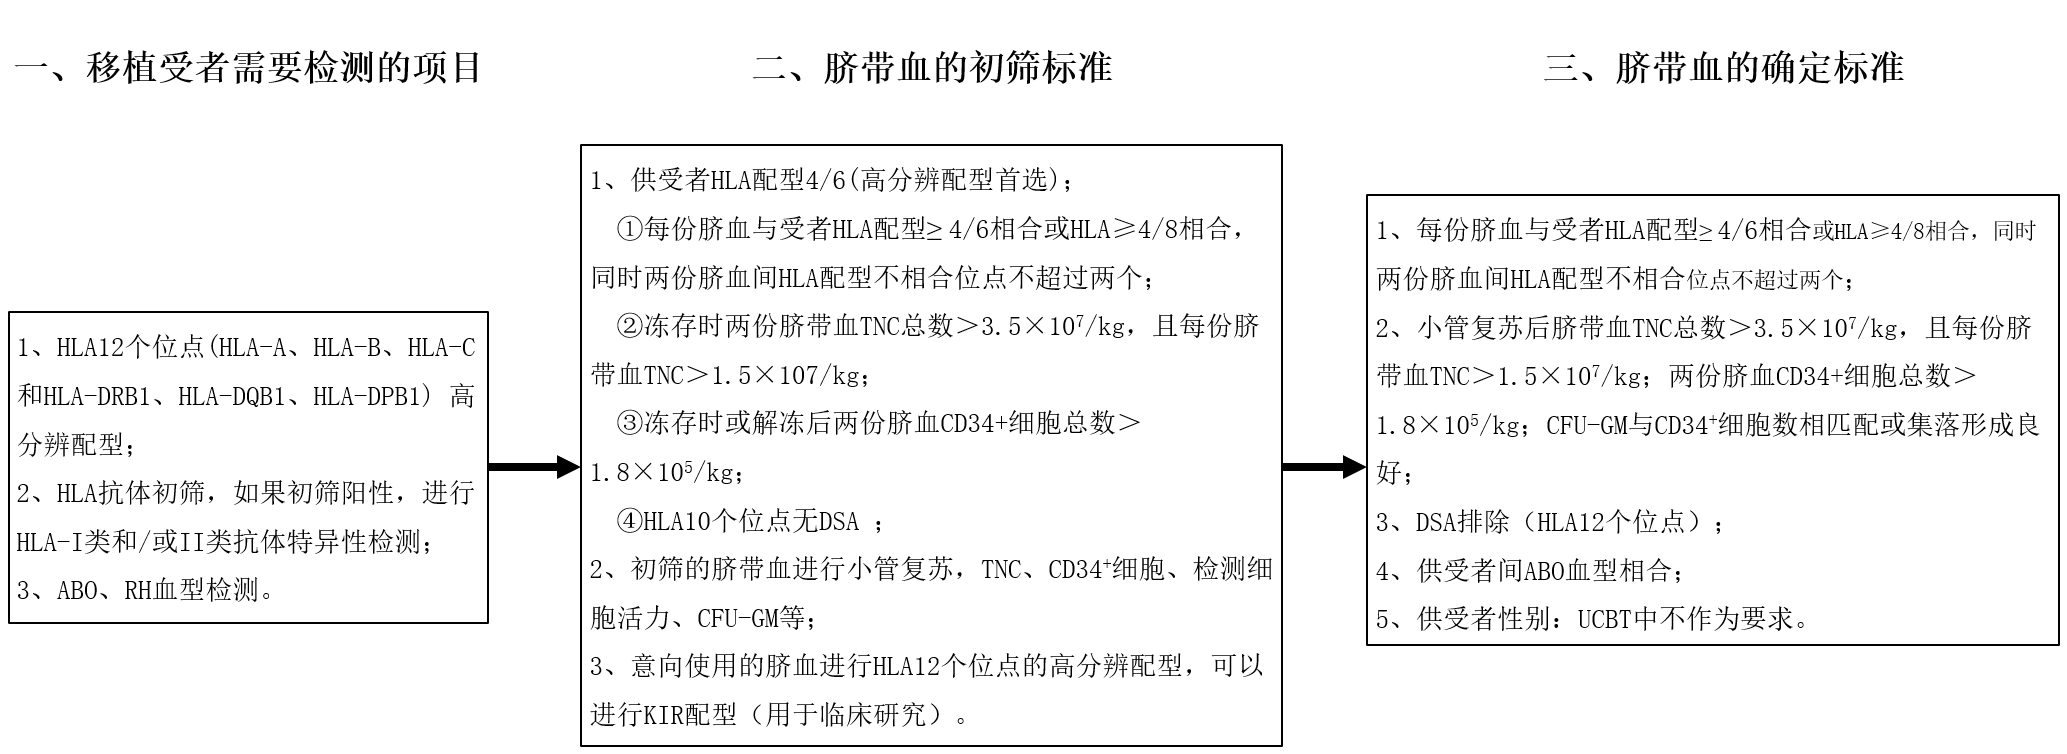 一、移植受者需要检测的项目
1、HLA12个位点(HLA-A、HLA-B、HLA-C
和HLA-DRB1、HLA-DQB1、HLA-DPB1) 高
分辨配型；
2、HLA抗体初筛，如果初筛阳性，进行
HLA-I类和/或II类抗体特异性检测；
3、ABO、RH血型检测。
二、脐带血的初筛标准
1、供受者HLA配型4/6(高分辨配型首选)；
①每份脐血与受者HLA配型≥ 4/6相合或HLA≥4/8相合，
同时两份脐血间HLA配型不相合位点不超过两个；
②冻存时两份脐带血TNC总数＞3.5×10⁷/kg，且每份脐
带血TNC＞1.5×107/kg；
③冻存时或解冻后两份脐血CD34+细胞总数＞
1.8×10⁵/kg；
④HLA10个位点无DSA ；
2、初筛的脐带血进行小管复苏，TNC、CD34⁺细胞、检测细
胞活力、CFU-GM等；
3、意向使用的脐血进行HLA12个位点的高分辨配型，可以
进行KIR配型（用于临床研究）。
三、脐带血的确定标准
1、每份脐血与受者HLA配型≥ 4/6相合或HLA≥4/8相合，同时
两份脐血间HLA配型不相合位点不超过两个；
2、小管复苏后脐带血TNC总数＞3.5×10⁷/kg，且每份脐
带血TNC＞1.5×10⁷/kg；两份脐血CD34+细胞总数＞
1.8×10⁵/kg；CFU-GM与CD34⁺细胞数相匹配或集落形成良
好；
3、DSA排除（HLA12个位点）；
4、供受者间ABO血型相合；
5、供受者性别：UCBT中不作为要求。